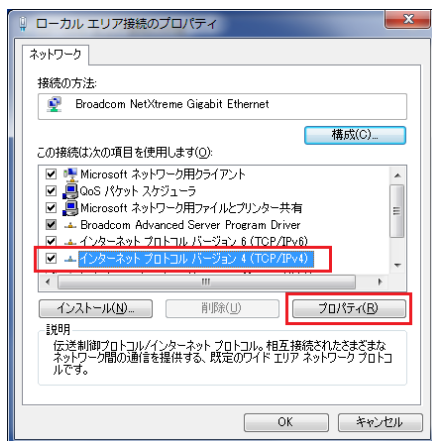 ローカル エリア接続のプロパティ
ネットワーク
接続の方法:
Broadcom NetXtreme Gigabit Ethernet
構成(C)...
この接続は次の項目を使用します(O):
Microsoft ネットワーク用クライアント
QoS パケット スケジューラ
Microsoft ネットワーク用ファイルとプリンター共有
Broadcom Advanced Server Program Driver
インターネット プロトコル バージョン 6 (TCP/IPv6)
インターネット プロトコル バージョン 4 (TCP/IPv4)
インストール(N)...
削除(U)
プロパティ(R)
説明
伝送制御プロトコル/インターネット プロトコル。相互接続されたさまざまな
ネットワーク間の通信を提供する、既定のワイド エリア ネットワーク プロトコ
ルです。
OK
キャンセル